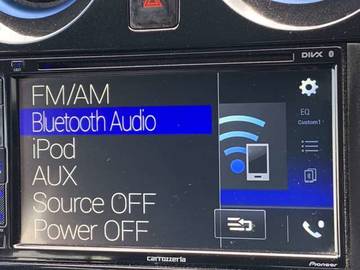 DIVX
FM/AM
Bluetooth Audio
iPod
AUX
Source OFF
Power OFF
EQ
Custom1
carrozzeria
Pioneer